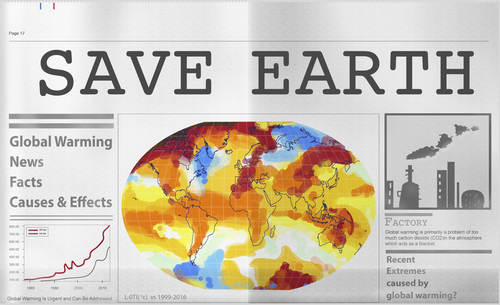 Page 17
SAVE EARTH
Global Warming
News
Facts
Causes & Effects
Global Warming Is Urgent and Can Be Addressed
L-OTI(°c) vs 1999-2016
FACTORY
Global warming is primarily a problem of too
much carbon dioxide (CO2)in the atmosphere
which acts as a blanket,
Recent
Extremes
caused by
global warming?